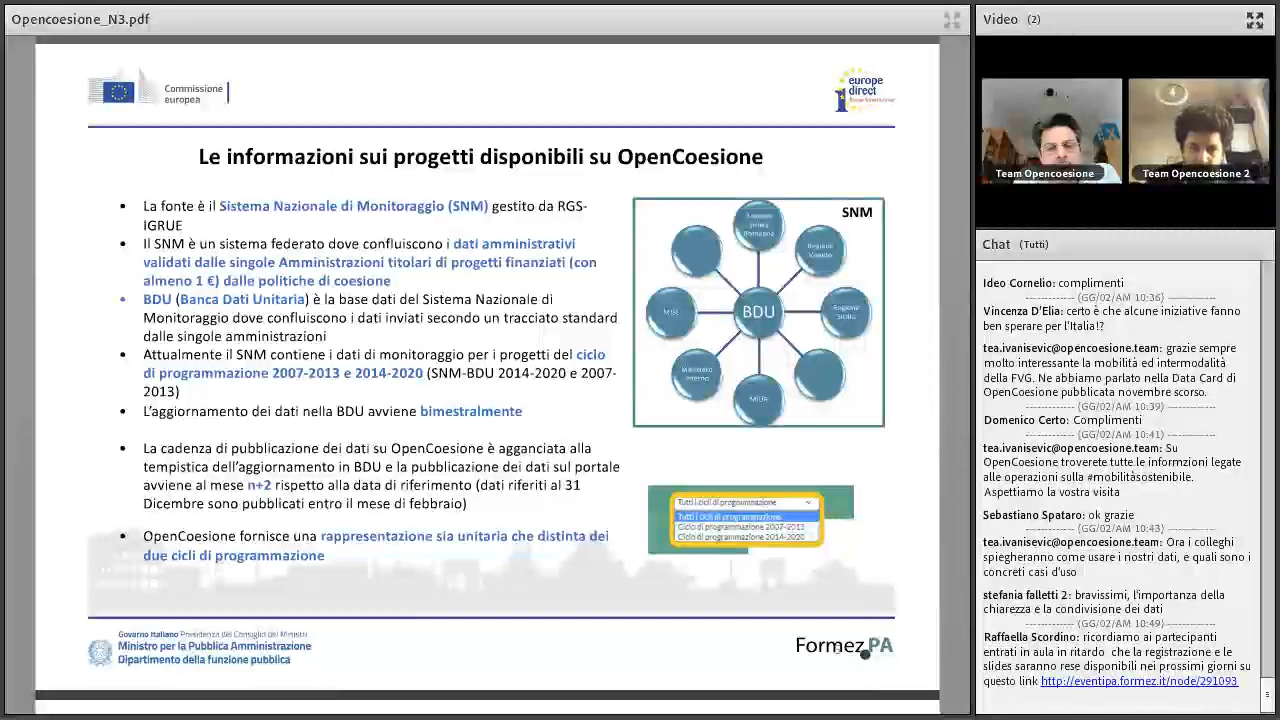 Opencoesione_N3.pdf
Commissione
europea
europe
direct
Le informazioni sui progetti disponibili su OpenCoesione
• La fonte è il Sistema Nazionale di Monitoraggio (SNM) gestito da RGS-
IGRUE
• Il SNM è un sistema federato dove confluiscono i dati amministrativi
validati dalle singole Amministrazioni titolari di progetti finanziati (con
almeno 1 €) dalle politiche di coesione
• BDU (Banca Dati Unitaria) è la base dati del Sistema Nazionale di
Monitoraggio dove confluiscono i dati inviati secondo un tracciato standard
dalle singole amministrazioni
• Attualmente il SNM contiene i dati di monitoraggio per i progetti del ciclo
di programmazione 2007-2013 e 2014-2020 (SNM-BDU 2014-2020 e 2007-
2013)
• L'aggiornamento dei dati nella BDU avviene bimestralmente
• La cadenza di pubblicazione dei dati su OpenCoesione è agganciata alla
tempistica dell'aggiornamento in BDU e la pubblicazione dei dati sul portale
avviene al mese n+2 rispetto alla data di riferimento (dati riferiti al 31
Dicembre sono pubblicati entro il mese di febbraio)
• OpenCoesione fornisce una rappresentazione sia unitaria che distinta dei
due cicli di programmazione
SNM
Regione
Veneto
MISE
BDU
Regione
Sicilia
Ministero
Interno
MIUR
Tutti i cicli di programmazione
Tutti i cicli di programmazione
Ciclo di programmazione 2007-2013
Ciclo di programmazione 2014-2020
Governo Italiano Presidenza del Consiglio dei Ministri
Ministro per la Pubblica Amministrazione
Dipartimento della funzione pubblica
Formez PA
Video (2)
Team Opencoesione
Team Opencoesione 2
Chat (Tutti)
Ideo Cornelio: complimenti
------------ (GG/02/AM 10:36) ------------
Vincenza D'Elia: certo è che alcune iniziative fanno
ben sperare per l'Italia!?
tea.ivanisevic@opencoesione.team: grazie sempre
molto interessante la mobilità ed intermodalità
della FVG. Ne abbiamo parlato nella Data Card di
OpenCoesione pubblicata novembre scorso.
------------ (GG/02/AM 10:39) ------------
Domenico Certo: Complimenti
------------ (GG/02/AM 10:41) ------------
tea.ivanisevic@opencoesione.team: Su
OpenCoesione troverete tutte le informzioni legate
alle operazioni sulla #mobilitàsostenibile.
Aspettiamo la vostra visita
Sebastiano Spataro: ok grazie
------------ (GG/02/AM 10:43) ------------
tea.ivanisevic@opencoesione.team: Ora i colleghi
spiegheranno come usare i nostri dati, e quali sono i
concreti casi d'uso
stefania falletti 2: bravissimi, l'importanza della
chiarezza e la condivisione dei dati
------------ (GG/02/AM 10:49) ------------
Raffaella Scordino: ricordiamo ai partecipanti
entrati in aula in ritardo che la registrazione e le
slides saranno rese disponibili nei prossimi giorni su
questo link http://eventipa.formez.it/node/291093